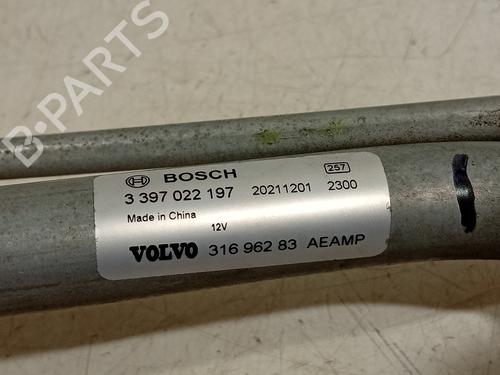 B-PARTS
BOSCH
257
3 397 022 197 20211201 2300
Made in China
12V
VOLVO 316 962 83 AEAMP